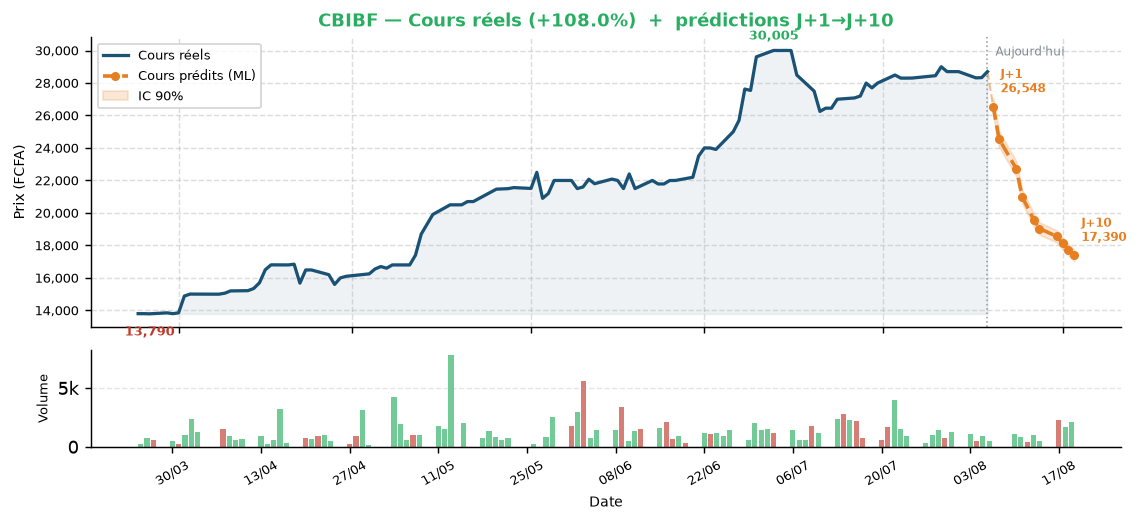 CBIBF — Cours réels (+108.0%)  +  prédictions J+1→J+10
30,005
Cours réels
Cours prédits (ML)
IC 90%
Aujourd'hui
J+1
26,548
J+10
17,390
13,790
Prix (FCFA)
30,000
28,000
26,000
24,000
22,000
20,000
18,000
16,000
14,000
Volume
5k
0
30/03
13/04
27/04
11/05
25/05
08/06
22/06
06/07
20/07
03/08
17/08
Date